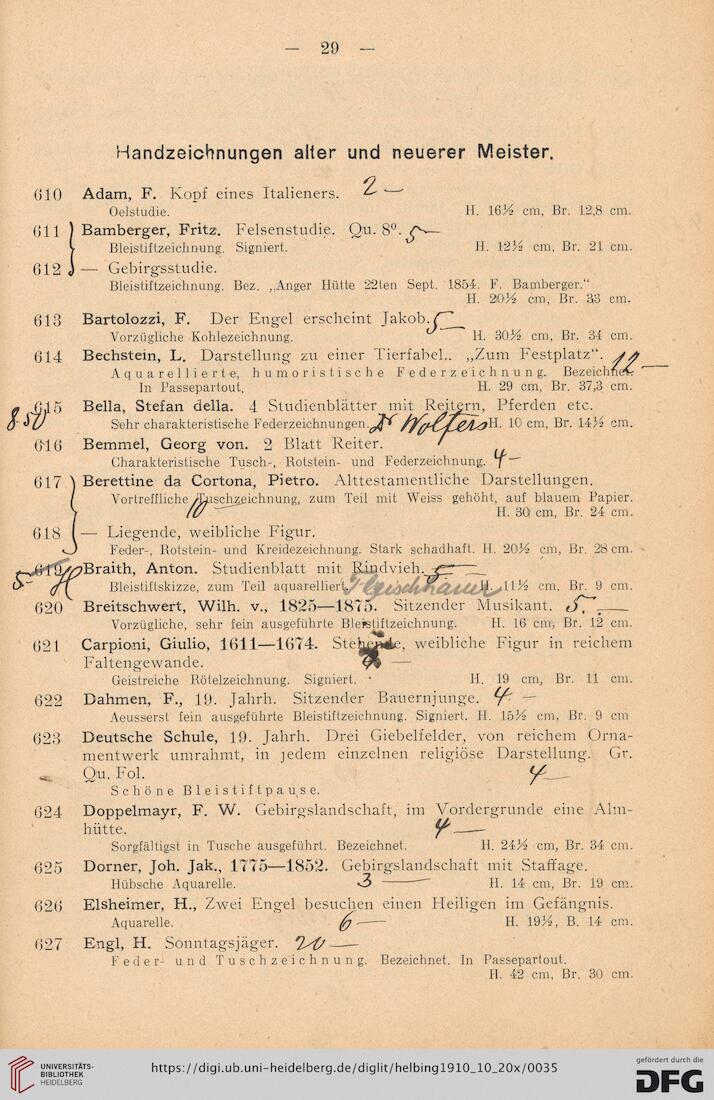 — 29 —
Handzeichnungen alter und neuerer Meister.
610 Adam, F. Kopf eines Italieners. 2 —
Oelstudie. H. 16½ cm, Br. 12,8 cm.
611 Bamberger, Fritz. Felsenstudie. Qu. 8⁰. 5 —
Bleistiftzeichnung. Signiert. H. 12½ cm, Br. 21 cm.
612 — Gebirgsstudie.
Bleistiftzeichnung. Bez. „Anger Hütte 22ten Sept. 1854. F. Bamberger.“
H. 20½ cm, Br. 33 cm.
613 Bartolozzi, F. Der Engel erscheint Jakob. 5 —
Vorzügliche Kohlezeichnung. H. 30½ cm, Br. 34 cm.
614 Bechstein, L. Darstellung zu einer Tierfabel.. „Zum Festplatz“. 12 —
Aquarellierte, humoristische Federzeichnung. Bezeichnet.
In Passepartout. H. 29 cm, Br. 37,3 cm.
8.50 615 Bella, Stefan della. 4 Studienblätter mit Reitern, Pferden etc.
Sehr charakteristische Federzeichnungen. Dr Wolfers H. 10 cm, Br. 14½ cm.
616 Bemmel, Georg von. 2 Blatt Reiter.
Charakteristische Tusch-, Rotstein- und Federzeichnung. 4 —
617 Berettine da Cortona, Pietro. Alttestamentliche Darstellungen.
Vortreffliche Tuschzeichnung, zum Teil mit Weiss gehöht, auf blauem Papier.
10 — H. 30 cm, Br. 24 cm.
618 — Liegende, weibliche Figur.
Feder-, Rotstein- und Kreidezeichnung. Stark schadhaft. H. 20½ cm, Br. 28 cm.
5 — 619 Braith, Anton. Studienblatt mit Rindvieh. 5 —
Bleistiftskizze, zum Teil aquarelliert. Fleischhauer H. 11½ cm, Br. 9 cm.
620 Breitschwert, Wilh. v., 1825—1875. Sitzender Musikant. 5. —
Vorzügliche, sehr fein ausgeführte Bleistiftzeichnung. H. 16 cm, Br. 12 cm.
621 Carpioni, Giulio, 1611—1674. Stehende, weibliche Figur in reichem
Faltengewande. —
Geistreiche Rötelzeichnung. Signiert. H. 19 cm, Br. 11 cm.
622 Dahmen, F., 19. Jahrh. Sitzender Bauernjunge. 4. —
Aeusserst fein ausgeführte Bleistiftzeichnung. Signiert. H. 15½ cm, Br. 9 cm
623 Deutsche Schule, 19. Jahrh. Drei Giebelfelder, von reichem Orna-
mentwerk umrahmt, in jedem einzelnen religiöse Darstellung. Gr.
Qu. Fol. 4 —
Schöne Bleistiftpause.
624 Doppelmayr, F. W. Gebirgslandschaft, im Vordergrunde eine Alm-
hütte. 4 —
Sorgfältigst in Tusche ausgeführt. Bezeichnet. H. 24½ cm, Br. 34 cm.
625 Dorner, Joh. Jak., 1775—1852. Gebirgslandschaft mit Staffage.
Hübsche Aquarelle. 3 — H. 14 cm, Br. 19 cm.
626 Elsheimer, H., Zwei Engel besuchen einen Heiligen im Gefängnis.
Aquarelle. 6 — H. 19½, B. 14 cm.
627 Engl, H. Sonntagsjäger. 20 —
Feder- und Tuschzeichnung. Bezeichnet. In Passepartout.
H. 42 cm, Br. 30 cm.
UNIVERSITÄTS-
BIBLIOTHEK
HEIDELBERG
https://digi.ub.uni-heidelberg.de/diglit/helbing1910_10_20x/0035
gefördert durch die
DFG